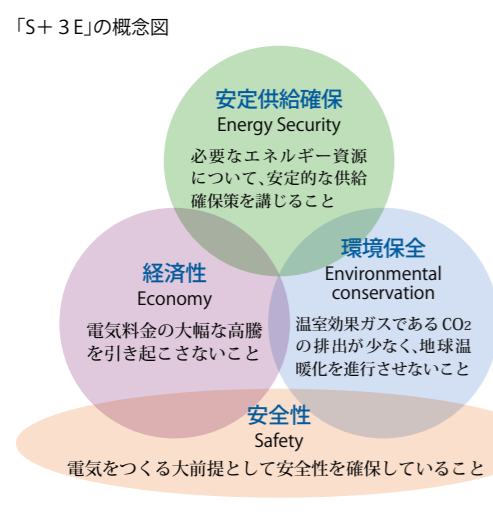 「S+3E」の概念図
安定供給確保
Energy Security
必要なエネルギー資源
について、安定的な供給
確保策を講じること
経済性
Economy
電気料金の大幅な高騰
を引き起こさないこと
環境保全
Environmental
conservation
温室効果ガスであるCO₂
の排出が少なく、地球温
暖化を進行させないこと
安全性
Safety
電気をつくる大前提として安全性を確保していること